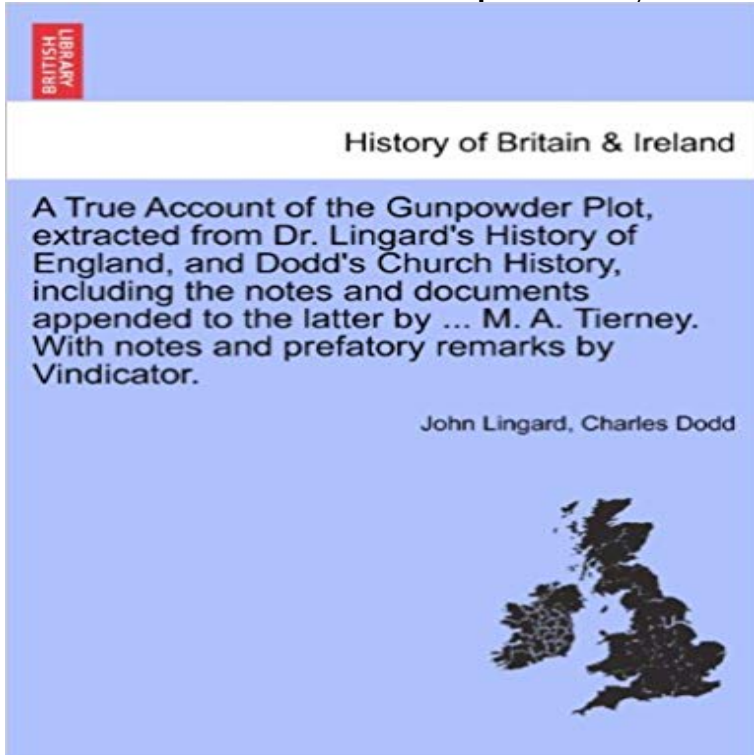 BRITISH
LIBRARY
History of Britain & Ireland
A True Account of the Gunpowder Plot,
extracted from Dr. Lingard's History of
England, and Dodd's Church History,
including the notes and documents
appended to the latter by ... M. A. Tierney.
With notes and prefatory remarks by
Vindicator.
John Lingard, Charles Dodd